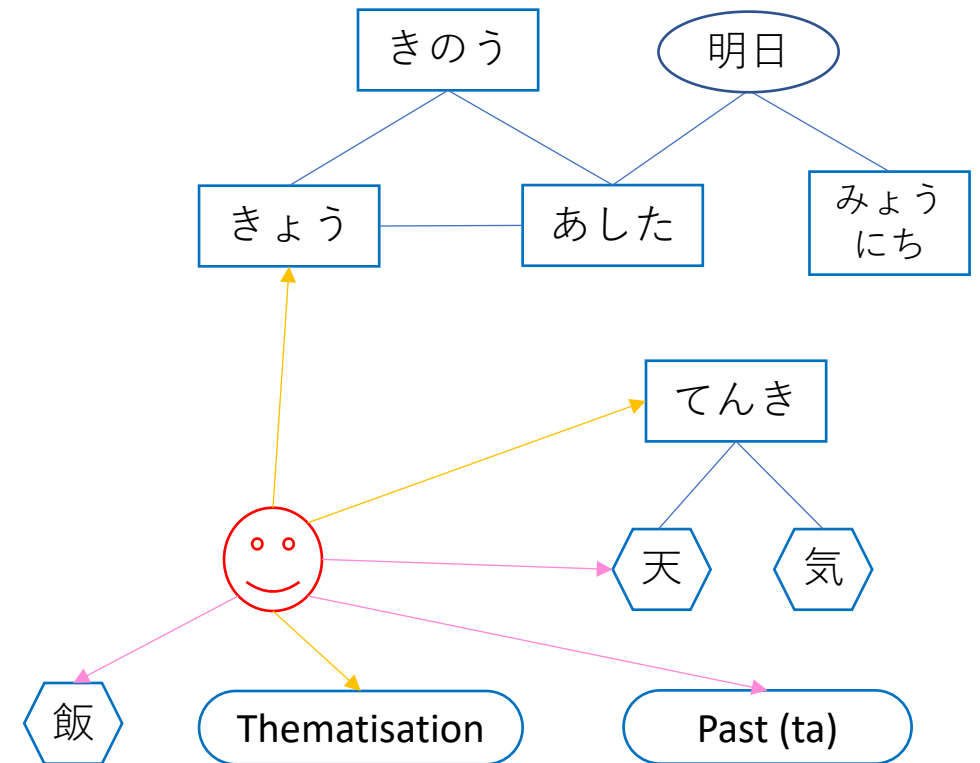 きのう
明日
きょう
あした
みょう
にち
てんき
天
気
飯
Thematisation
Past (ta)